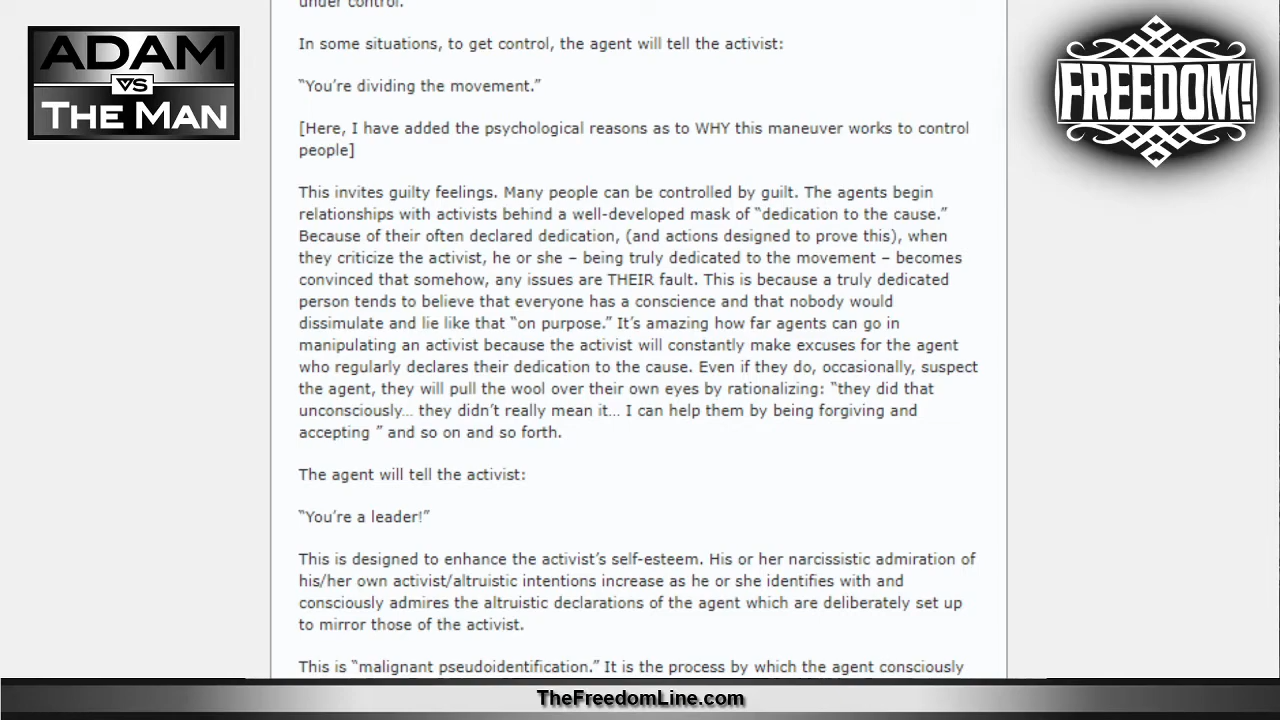 under control.
ADAM
VS
THE MAN
FREEDOM!
In some situations, to get control, the agent will tell the activist:
“You’re dividing the movement.”
[Here, I have added the psychological reasons as to WHY this maneuver works to control
people]
This invites guilty feelings. Many people can be controlled by guilt. The agents begin
relationships with activists behind a well-developed mask of “dedication to the cause.”
Because of their often declared dedication, (and actions designed to prove this), when
they criticize the activist, he or she – being truly dedicated to the movement – becomes
convinced that somehow, any issues are THEIR fault. This is because a truly dedicated
person tends to believe that everyone has a conscience and that nobody would
dissimulate and lie like that “on purpose.” It’s amazing how far agents can go in
manipulating an activist because the activist will constantly make excuses for the agent
who regularly declares their dedication to the cause. Even if they do, occasionally, suspect
the agent, they will pull the wool over their own eyes by rationalizing: “they did that
unconsciously… they didn’t really mean it… I can help them by being forgiving and
accepting ” and so on and so forth.
The agent will tell the activist:
“You’re a leader!”
This is designed to enhance the activist’s self-esteem. His or her narcissistic admiration of
his/her own activist/altruistic intentions increase as he or she identifies with and
consciously admires the altruistic declarations of the agent which are deliberately set up
to mirror those of the activist.
This is “malignant pseudoidentification.” It is the process by which the agent consciously
TheFreedomLine.com